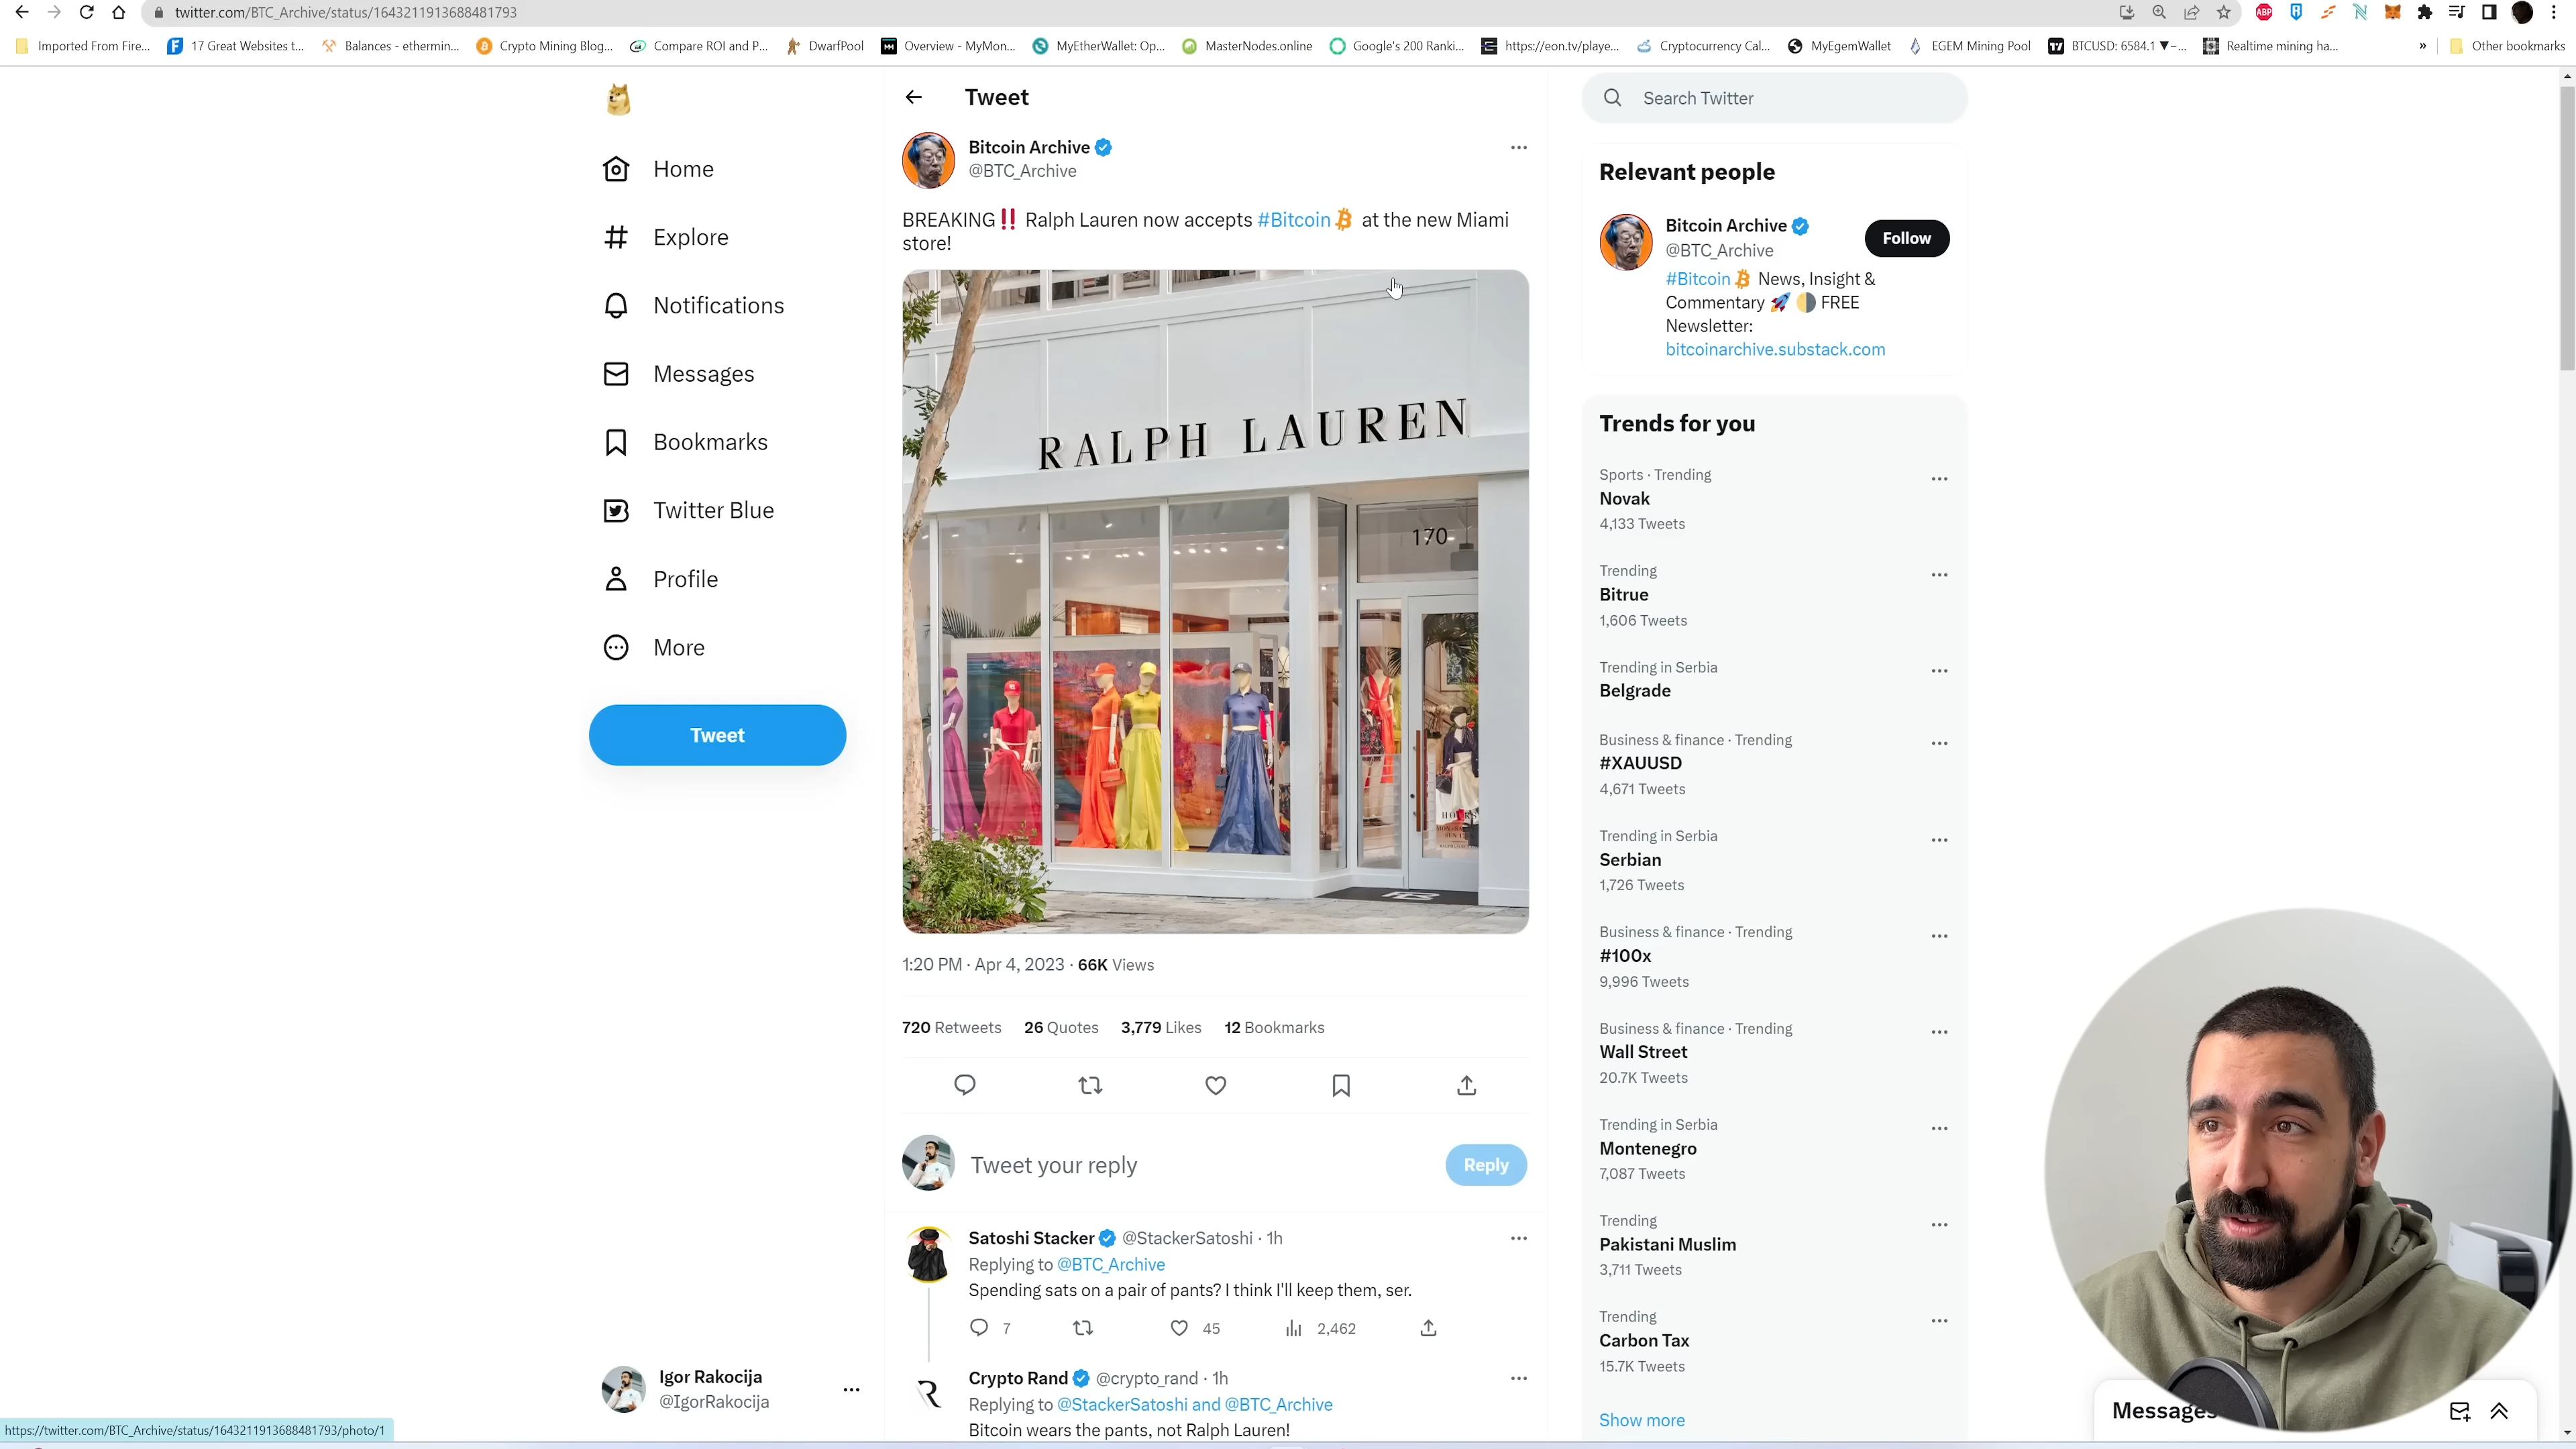 twitter.com/BTC_Archive/status/1643211913688481793
Imported From Fire...
17 Great Websites t...
Balances - ethermin...
Crypto Mining Blog...
Compare ROI and P...
DwarfPool
Overview - MyMon...
MyEtherWallet: Op...
MasterNodes.online
Google's 200 Ranki...
https://eon.tv/playe...
Cryptocurrency Cal...
MyEgemWallet
EGEM Mining Pool
BTCUSD: 6584.1 ▼−...
Realtime mining ha...
»
Other bookmarks
Home
Explore
Notifications
Messages
Bookmarks
Twitter Blue
Profile
More
Tweet
Igor Rakocija
@IgorRakocija
https://twitter.com/BTC_Archive/status/1643211913688481793/photo/1
Tweet
Bitcoin Archive
@BTC_Archive
BREAKING‼️ Ralph Lauren now accepts #Bitcoin at the new Miami
store!
RALPH LAUREN
170
1:20 PM · Apr 4, 2023 · 66K Views
720 Retweets 26 Quotes 3,779 Likes 12 Bookmarks
Tweet your reply
Reply
Satoshi Stacker @StackerSatoshi · 1h
Replying to @BTC_Archive
Spending sats on a pair of pants? I think I'll keep them, ser.
7 45 2,462
Crypto Rand @crypto_rand · 1h
Replying to @StackerSatoshi and @BTC_Archive
Bitcoin wears the pants, not Ralph Lauren!
Search Twitter
Relevant people
Bitcoin Archive
@BTC_Archive
Follow
#Bitcoin News, Insight &
Commentary 🚀 🌗 FREE
Newsletter:
bitcoinarchive.substack.com
Trends for you
Sports · Trending
Novak
4,133 Tweets
Trending
Bitrue
1,606 Tweets
Trending in Serbia
Belgrade
Business & finance · Trending
#XAUUSD
4,671 Tweets
Trending in Serbia
Serbian
1,726 Tweets
Business & finance · Trending
#100x
9,996 Tweets
Business & finance · Trending
Wall Street
20.7K Tweets
Trending in Serbia
Montenegro
7,087 Tweets
Trending
Pakistani Muslim
3,711 Tweets
Trending
Carbon Tax
15.7K Tweets
Show more
Messages